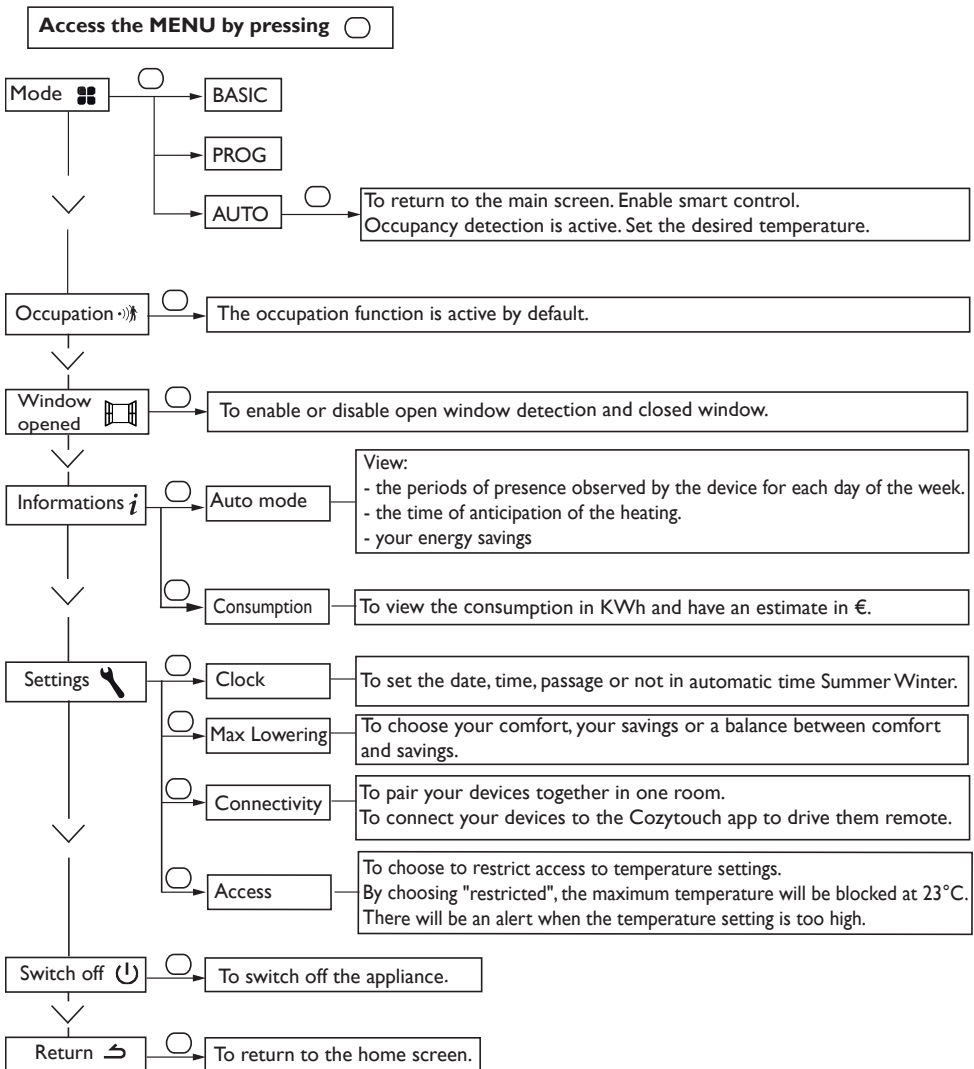 Access the MENU by pressing
Mode
BASIC
PROG
AUTO
To return to the main screen. Enable smart control.
Occupancy detection is active. Set the desired temperature.
Occupation
The occupation function is active by default.
Window
opened
To enable or disable open window detection and closed window.
Informations i
Auto mode
View:
- the periods of presence observed by the device for each day of the week.
- the time of anticipation of the heating.
- your energy savings
Consumption
To view the consumption in KWh and have an estimate in €.
Settings
Clock
To set the date, time, passage or not in automatic time Summer Winter.
Max Lowering
To choose your comfort, your savings or a balance between comfort
and savings.
Connectivity
To pair your devices together in one room.
To connect your devices to the Cozytouch app to drive them remote.
Access
To choose to restrict access to temperature settings.
By choosing "restricted", the maximum temperature will be blocked at 23°C.
There will be an alert when the temperature setting is too high.
Switch off
To switch off the appliance.
Return
To return to the home screen.